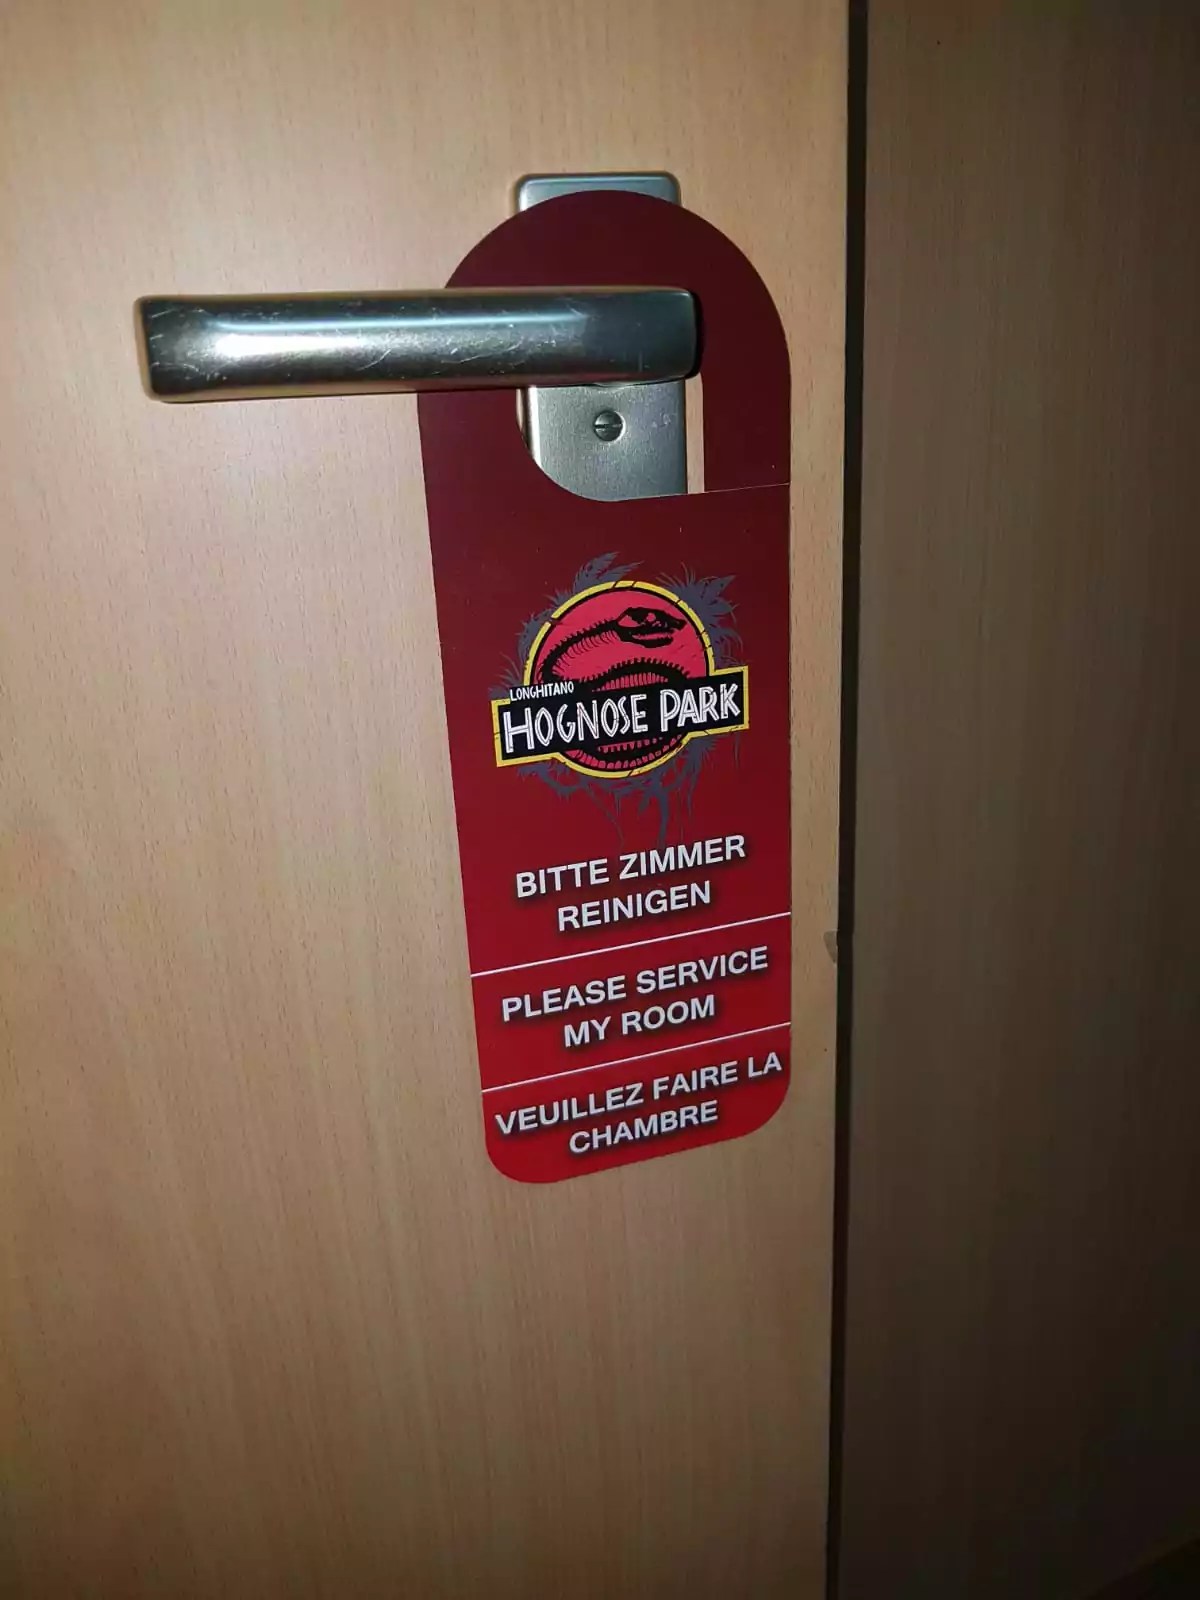 LONGHITANO
HOGNOSE PARK
BITTE ZIMMER
REINIGEN
PLEASE SERVICE
MY ROOM
VEUILLEZ FAIRE LA
CHAMBRE